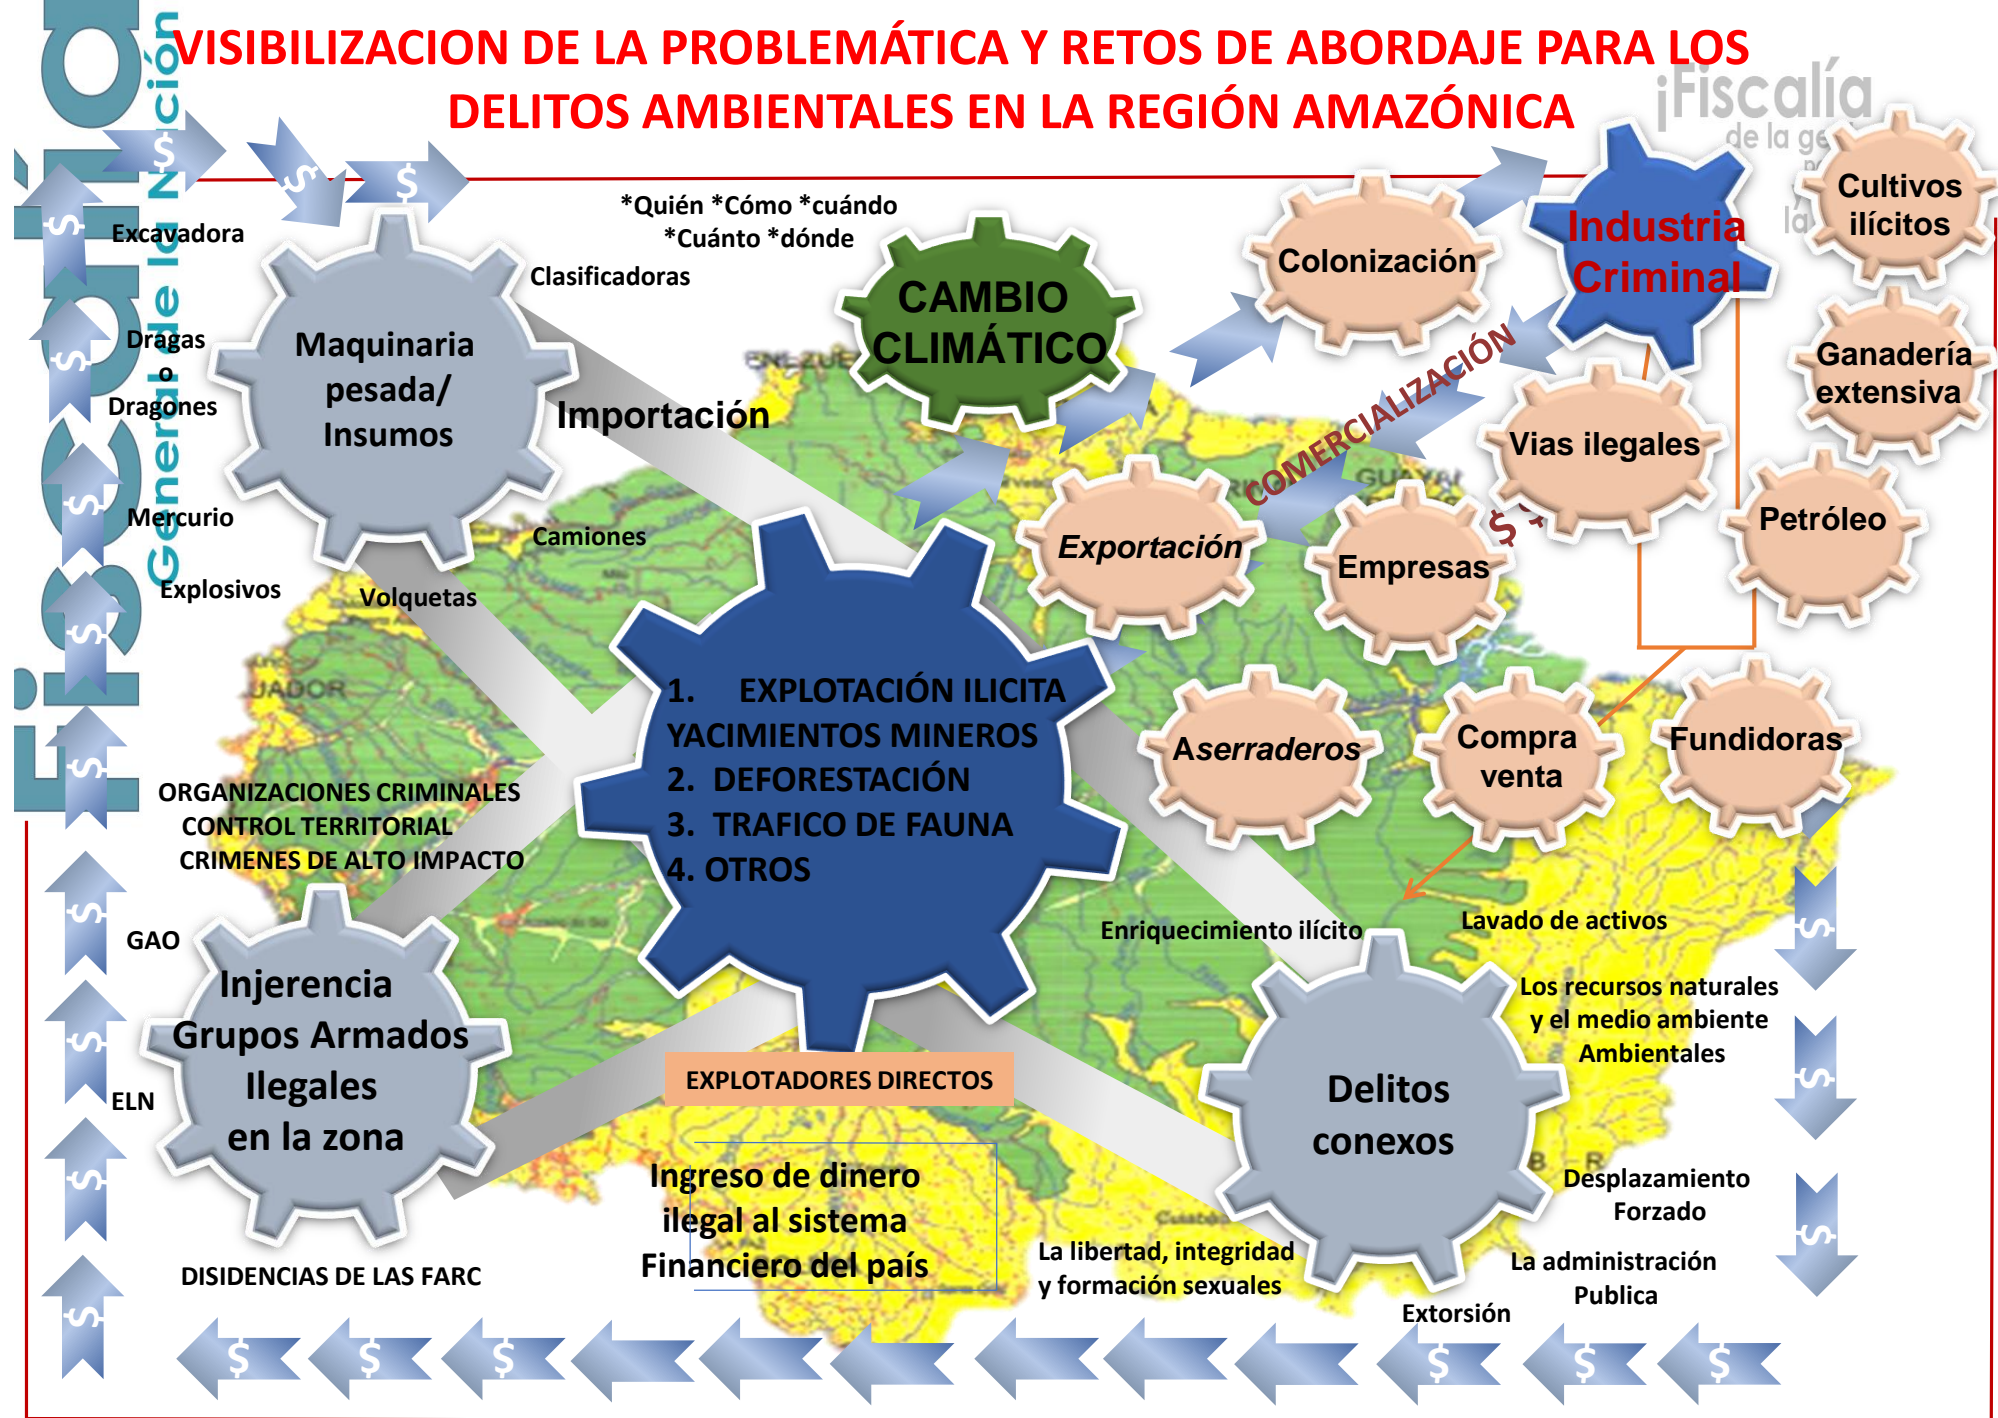 VISIBILIZACION DE LA PROBLEMÁTICA Y RETOS DE ABORDAJE PARA LOS
DELITOS AMBIENTALES EN LA REGIÓN AMAZÓNICA
Fiscalía
General de la Nación
¡Fiscalía
de la ge
la
*Quién *Cómo *cuándo
*Cuánto *dónde
Excavadora
Clasificadoras
Dragas
o
Dragones
Mercurio
Explosivos
Volquetas
Camiones
Maquinaria
pesada/
Insumos
Importación
CAMBIO
CLIMÁTICO
Colonización
Industria
Criminal
Cultivos
ilícitos
Ganadería
extensiva
Vias ilegales
Petróleo
COMERCIALIZACIÓN
$
Exportación
Empresas
Aserraderos
Compra
venta
Fundidoras
1. EXPLOTACIÓN ILICITA
YACIMIENTOS MINEROS
2. DEFORESTACIÓN
3. TRAFICO DE FAUNA
4. OTROS
ORGANIZACIONES CRIMINALES
CONTROL TERRITORIAL
CRIMENES DE ALTO IMPACTO
GAO
ELN
Injerencia
Grupos Armados
Ilegales
en la zona
DISIDENCIAS DE LAS FARC
EXPLOTADORES DIRECTOS
Ingreso de dinero
ilegal al sistema
Financiero del país
Enriquecimiento ilícito
Lavado de activos
Los recursos naturales
y el medio ambiente
Ambientales
Delitos
conexos
Desplazamiento
Forzado
La libertad, integridad
y formación sexuales
La administración
Publica
Extorsión
$ $ $ $ $ $